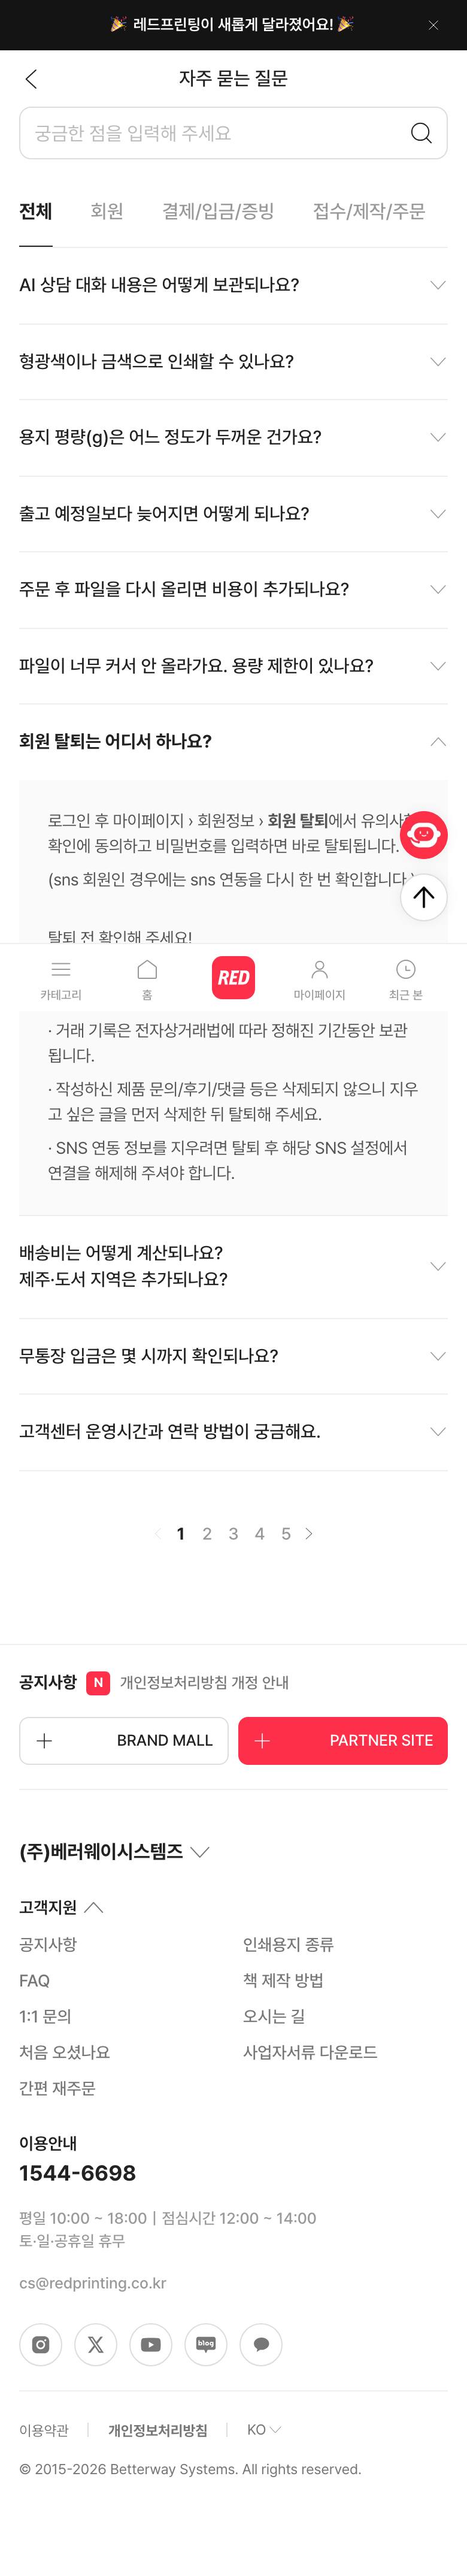 🎉 레드프린팅이 새롭게 달라졌어요! 🎉
자주 묻는 질문
궁금한 점을 입력해 주세요
전체 회원 결제/입금/증빙 접수/제작/주문
AI 상담 대화 내용은 어떻게 보관되나요?
형광색이나 금색으로 인쇄할 수 있나요?
용지 평량(g)은 어느 정도가 두꺼운 건가요?
출고 예정일보다 늦어지면 어떻게 되나요?
주문 후 파일을 다시 올리면 비용이 추가되나요?
파일이 너무 커서 안 올라가요. 용량 제한이 있나요?
회원 탈퇴는 어디서 하나요?
로그인 후 마이페이지 › 회원정보 › 회원 탈퇴에서 유의사항
확인에 동의하고 비밀번호를 입력하면 바로 탈퇴됩니다.
(sns 회원인 경우에는 sns 연동을 다시 한 번 확인합니다.)
탈퇴 전 확인해 주세요!
카테고리 홈 RED 마이페이지 최근 본
· 거래 기록은 전자상거래법에 따라 정해진 기간동안 보관
됩니다.
· 작성하신 제품 문의/후기/댓글 등은 삭제되지 않으니 지우
고 싶은 글을 먼저 삭제한 뒤 탈퇴해 주세요.
· SNS 연동 정보를 지우려면 탈퇴 후 해당 SNS 설정에서
연결을 해제해 주셔야 합니다.
배송비는 어떻게 계산되나요?
제주·도서 지역은 추가되나요?
무통장 입금은 몇 시까지 확인되나요?
고객센터 운영시간과 연락 방법이 궁금해요.
1 2 3 4 5
공지사항 N 개인정보처리방침 개정 안내
BRAND MALL PARTNER SITE
(주)베러웨이시스템즈
고객지원
공지사항 인쇄용지 종류
FAQ 책 제작 방법
1:1 문의 오시는 길
처음 오셨나요 사업자서류 다운로드
간편 재주문
이용안내
1544-6698
평일 10:00 ~ 18:00 | 점심시간 12:00 ~ 14:00
토·일·공휴일 휴무
cs@redprinting.co.kr
blog
이용약관 개인정보처리방침 KO
© 2015-2026 Betterway Systems. All rights reserved.